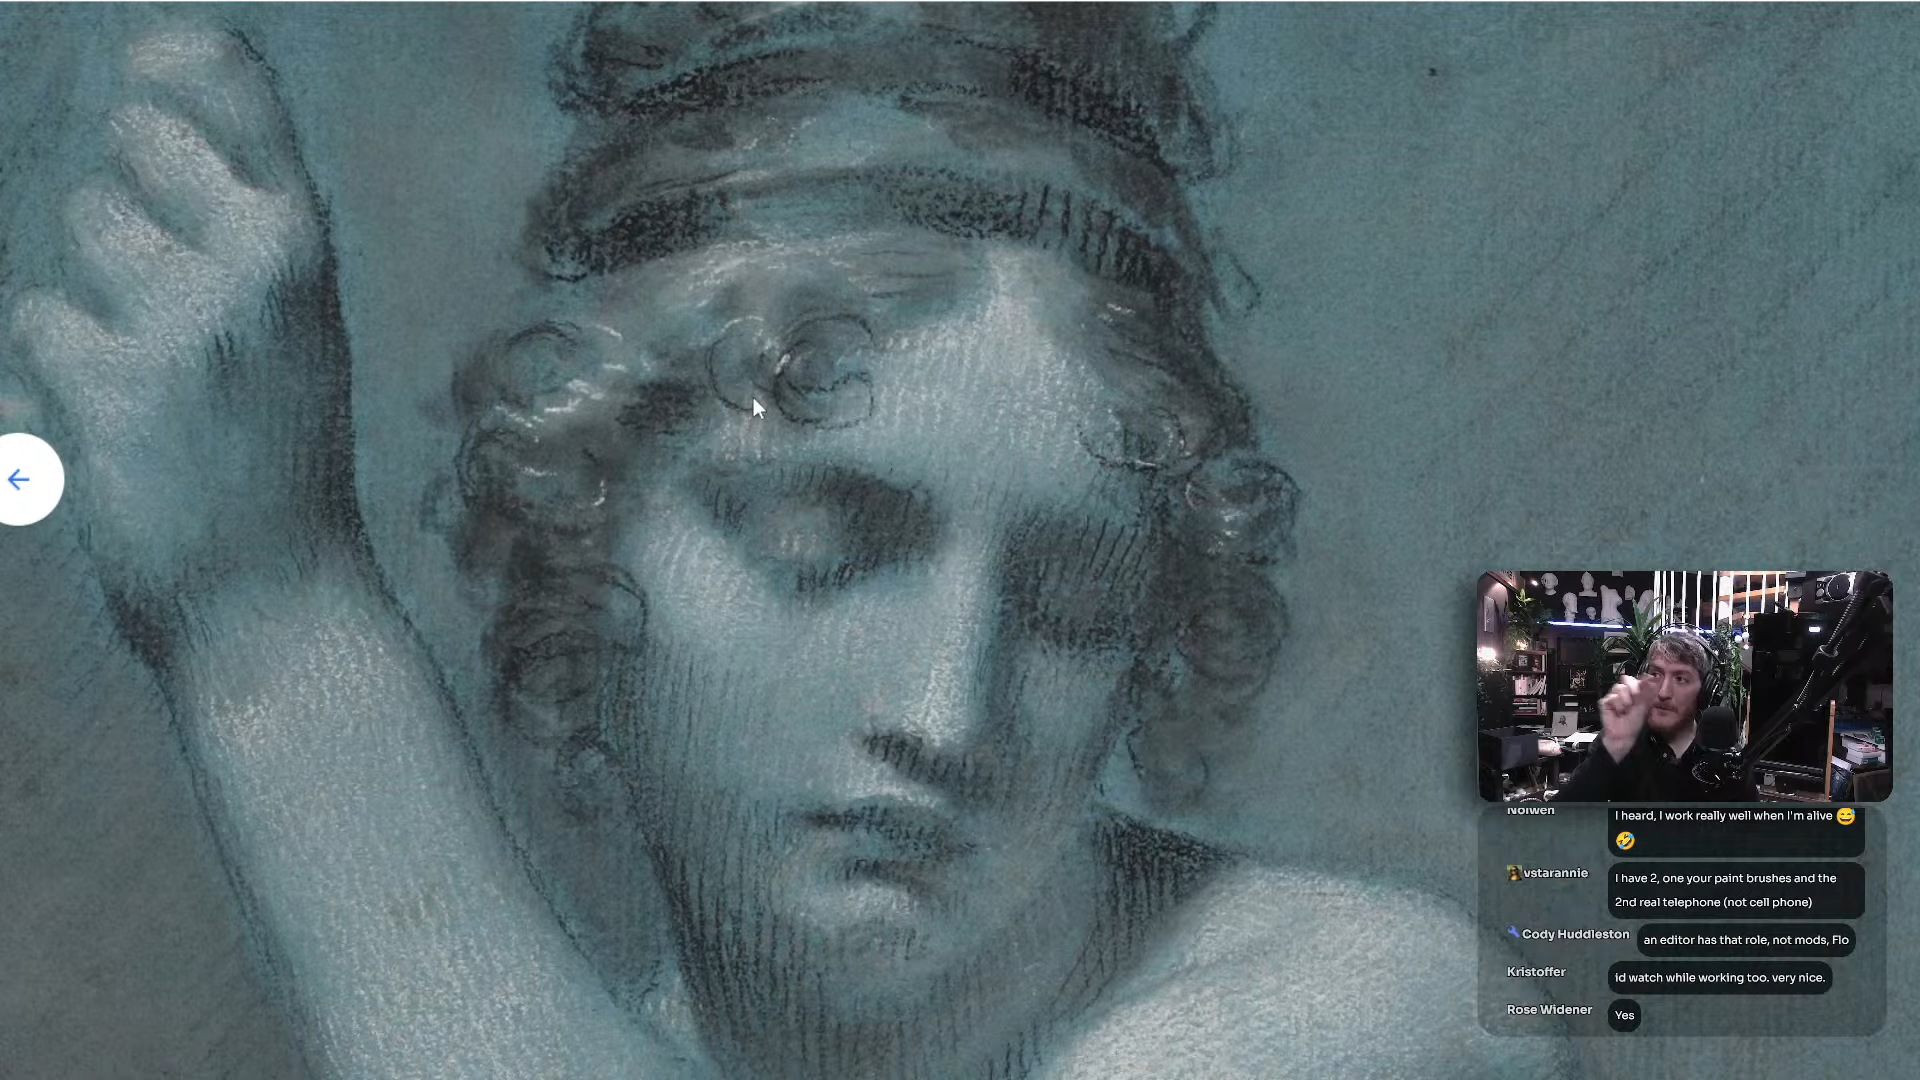 Nolwen
I heard, I work really well when I'm alive 😅
🤣
vstarannie
I have 2, one your paint brushes and the
2nd real telephone (not cell phone)
Cody Huddleston
an editor has that role, not mods, Flo
Kristoffer
id watch while working too. very nice.
Rose Widener
Yes